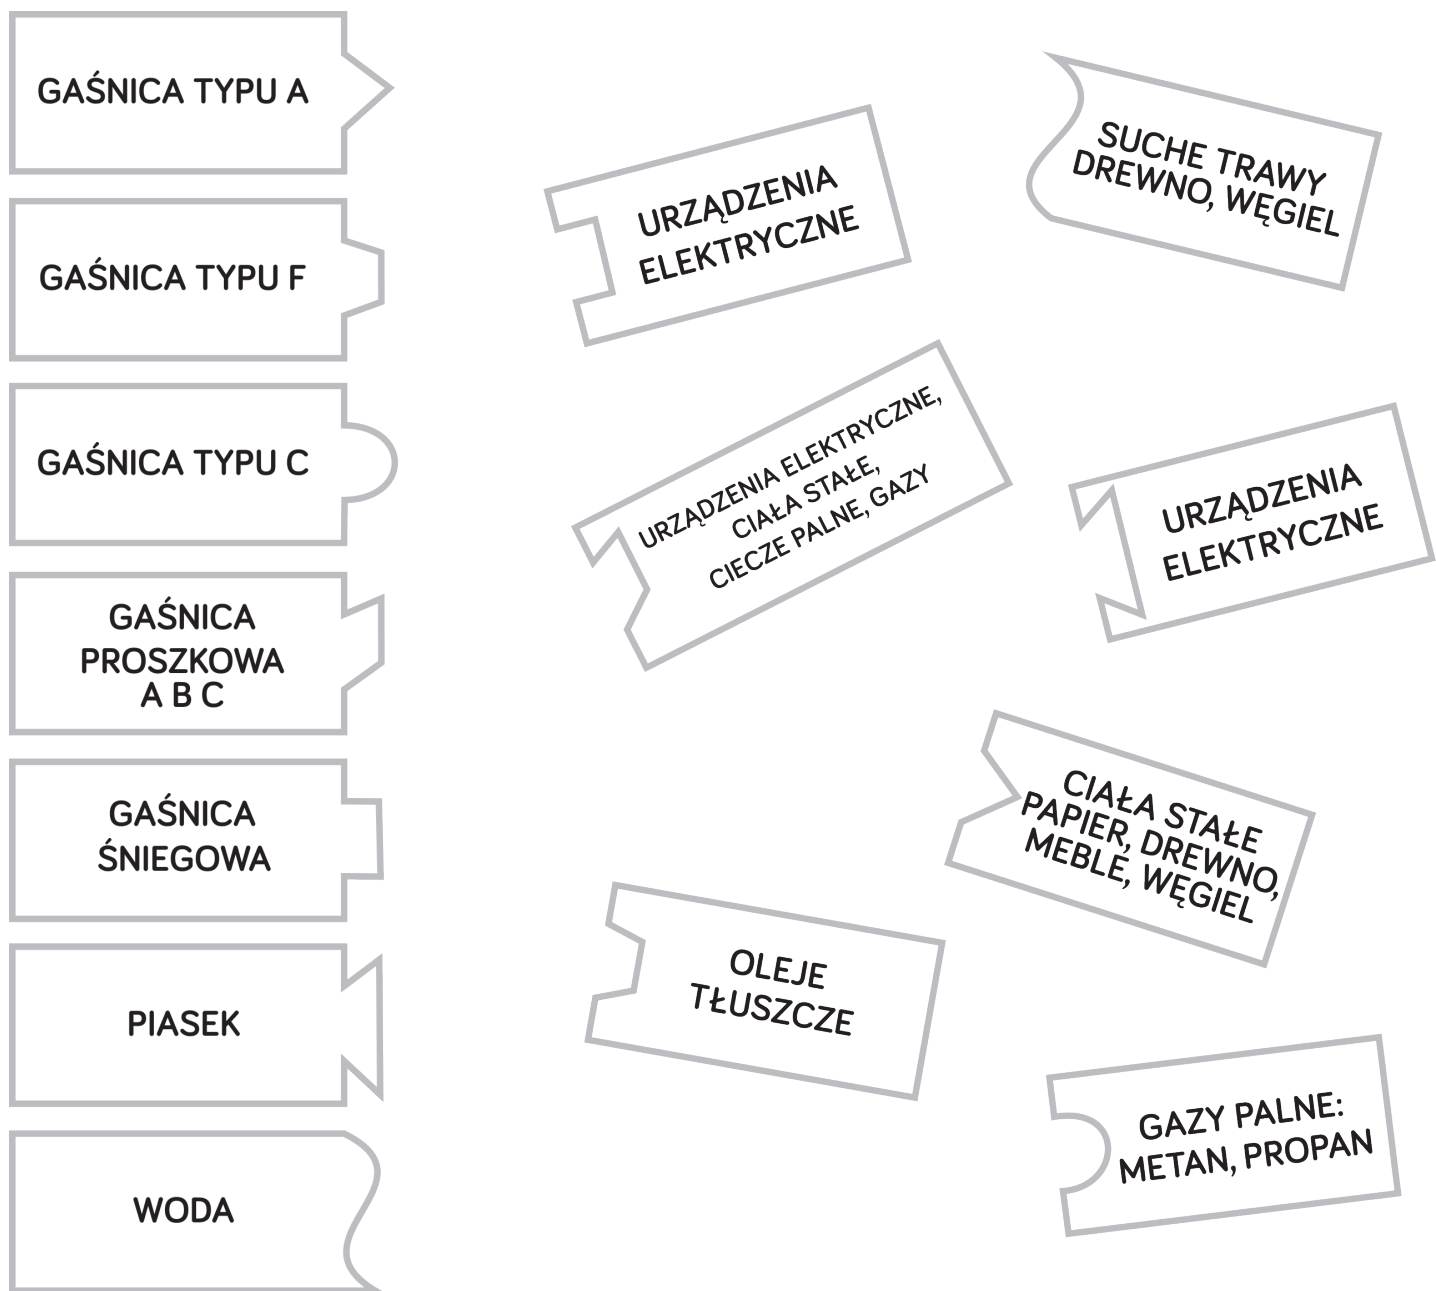 GAŚNICA TYPU A
GAŚNICA TYPU F
GAŚNICA TYPU C
GAŚNICA
PROSZKOWA
A B C
GAŚNICA
ŚNIEGOWA
PIASEK
WODA
URZĄDZENIA
ELEKTRYCZNE
SUCHE TRAWY
DREWNO, WĘGIEL
URZĄDZENIA ELEKTRYCZNE,
CIAŁA STAŁE,
CIECZE PALNE, GAZY
URZĄDZENIA
ELEKTRYCZNE
CIAŁA STAŁE
PAPIER, DREWNO,
MEBLE, WĘGIEL
OLEJE
TŁUSZCZE
GAZY PALNE:
METAN, PROPAN